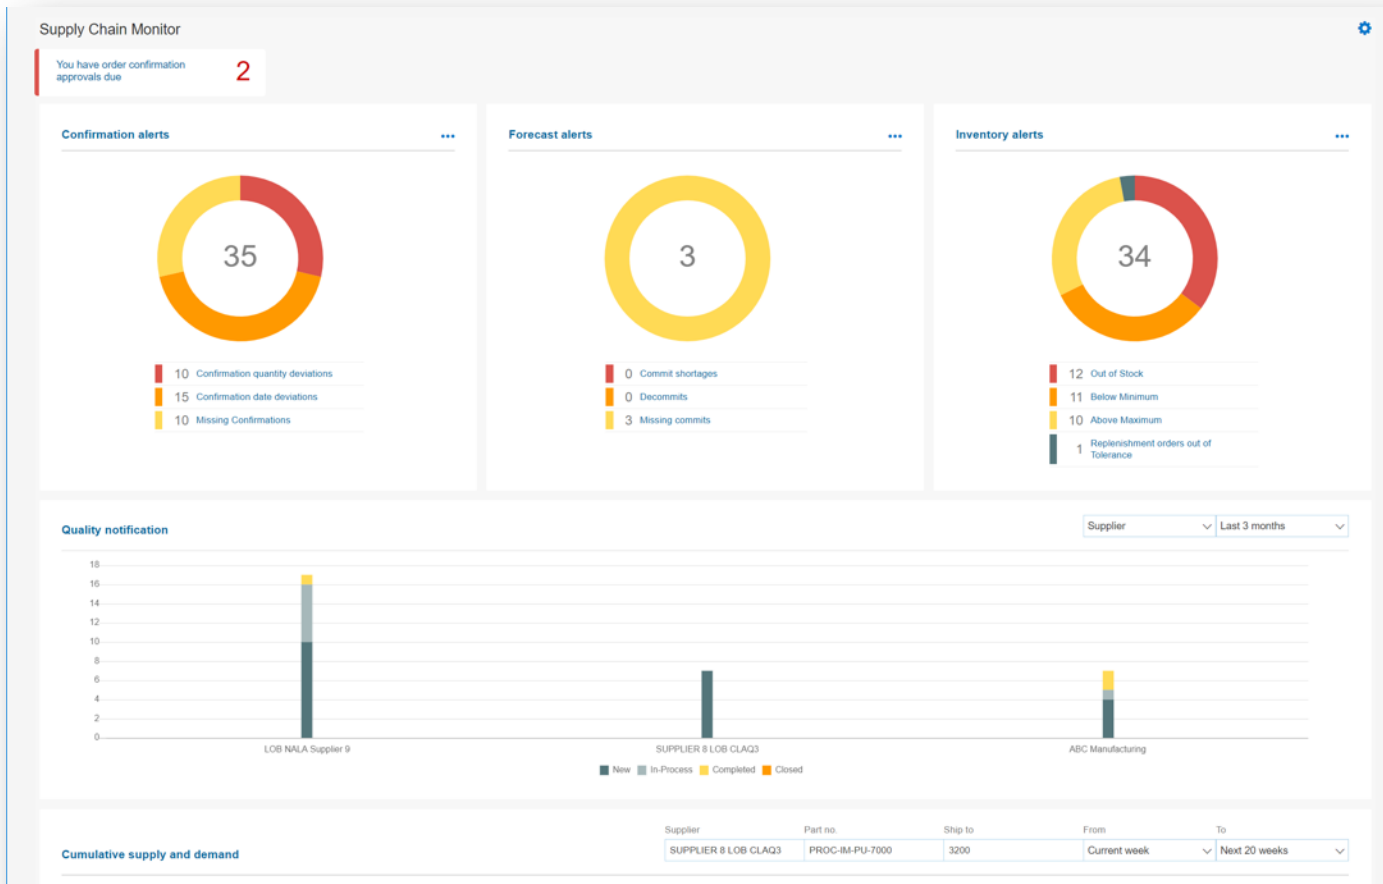 Supply Chain Monitor
You have order confirmation
approvals due
2
Confirmation alerts
35
10 Confirmation quantity deviations
15 Confirmation date deviations
10 Missing Confirmations
Forecast alerts
3
0 Commit shortages
0 Decommits
3 Missing commits
Inventory alerts
34
12 Out of Stock
11 Below Minimum
10 Above Maximum
1 Replenishment orders out of
Tolerance
Quality notification
Supplier
Last 3 months
18
16
14
12
10
8
6
4
2
0
LOB NALA Supplier 9
SUPPLIER 8 LOB CLAQ3
ABC Manufacturing
New In-Process Completed Closed
Cumulative supply and demand
Supplier Part no. Ship to From To
SUPPLIER 8 LOB CLAQ3 PROC-IM-PU-7000 3200 Current week Next 20 weeks